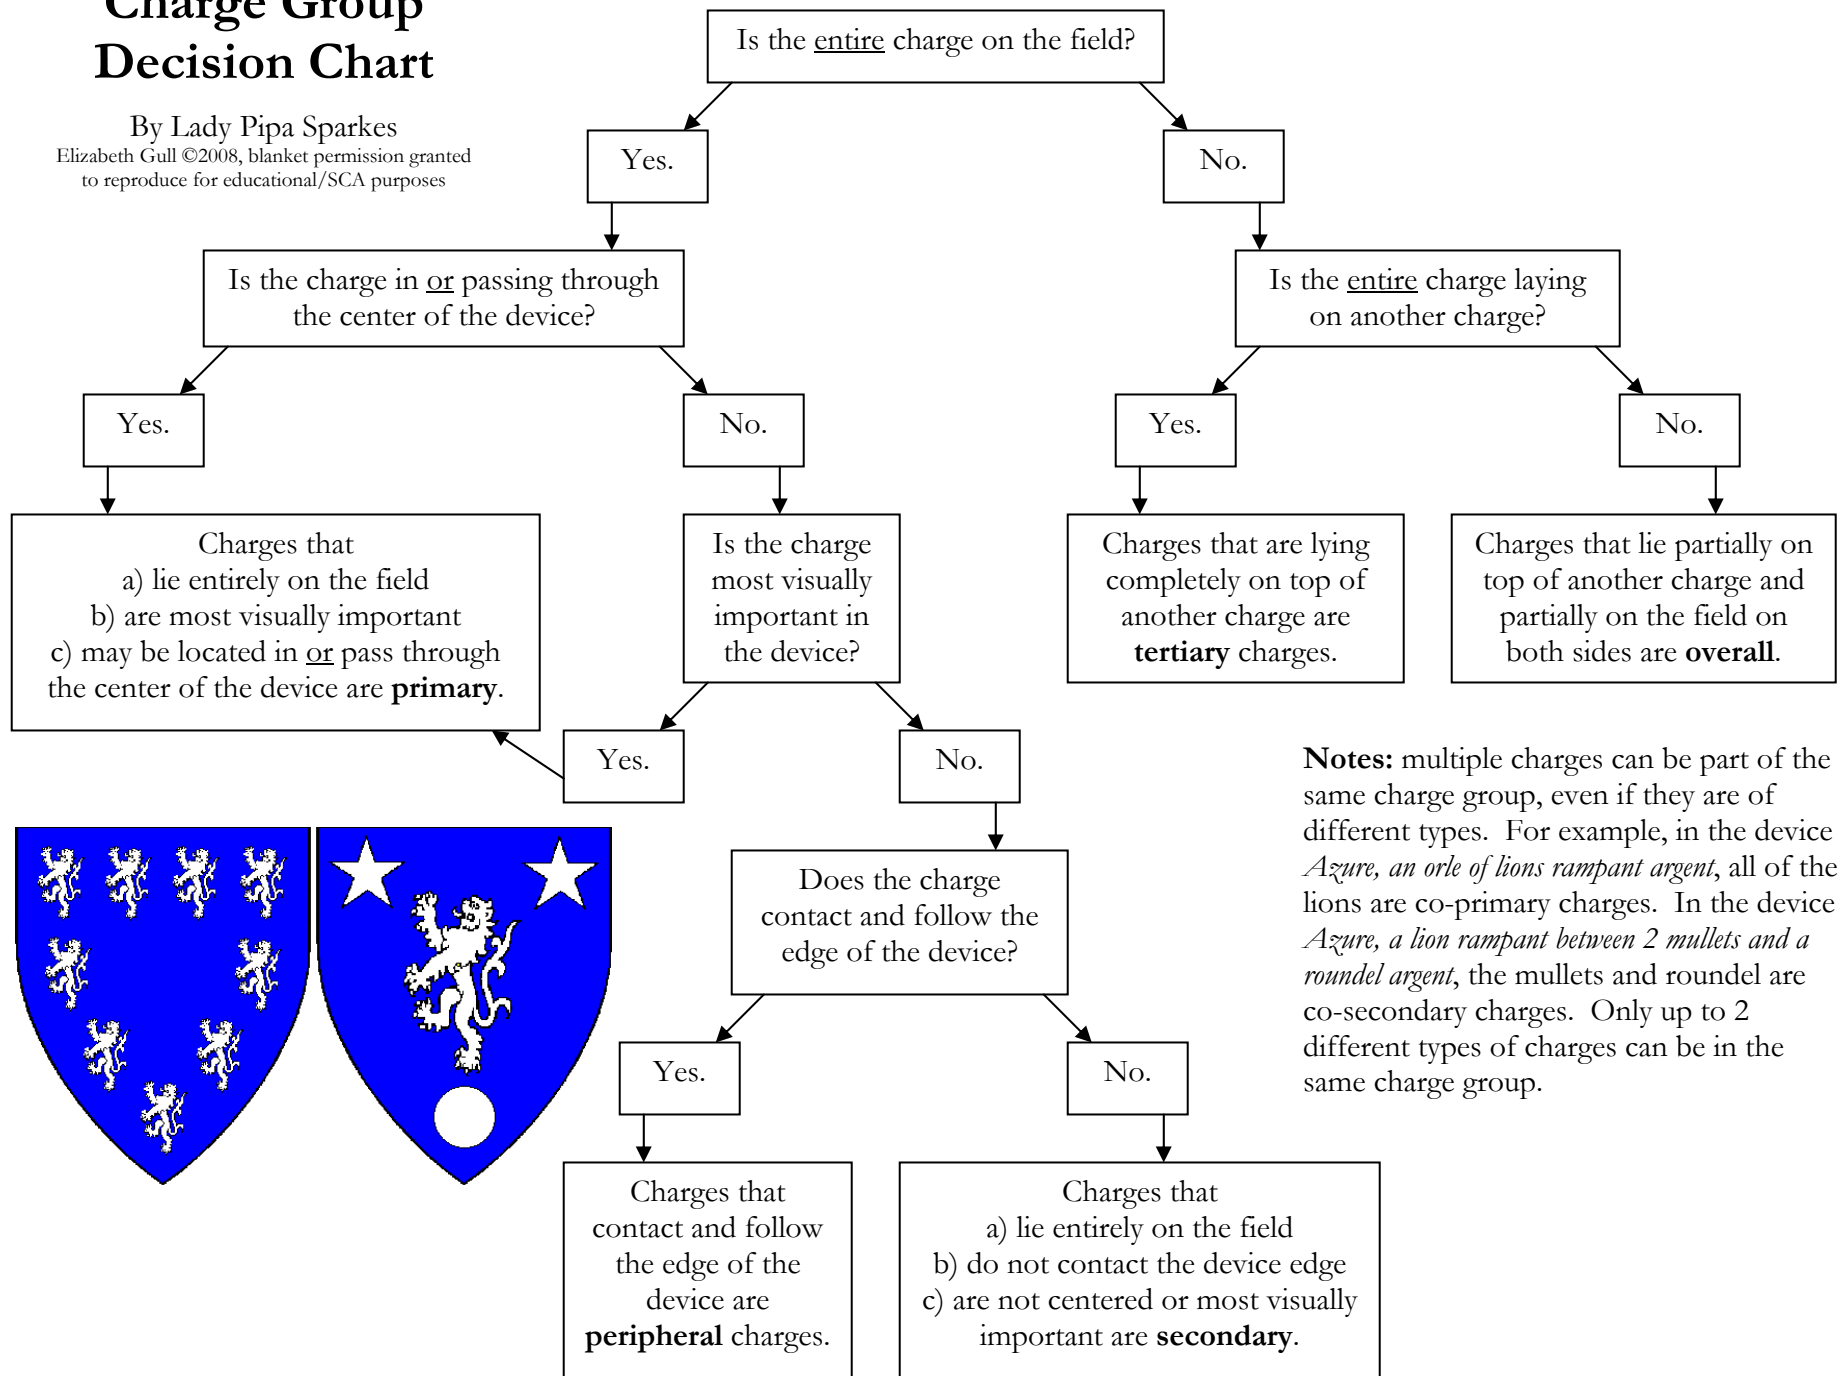 Charge Group
Decision Chart
By Lady Pipa Sparkes
Elizabeth Gull ©2008, blanket permission granted
to reproduce for educational/SCA purposes
Is the entire charge on the field?
Yes.
No.
Is the charge in or passing through
the center of the device?
Is the entire charge laying
on another charge?
Yes.
No.
Yes.
No.
Charges that
a) lie entirely on the field
b) are most visually important
c) may be located in or pass through
the center of the device are primary.
Is the charge
most visually
important in
the device?
Charges that are lying
completely on top of
another charge are
tertiary charges.
Charges that lie partially on
top of another charge and
partially on the field on
both sides are overall.
Yes.
No.
Notes: multiple charges can be part of the
same charge group, even if they are of
different types. For example, in the device
Azure, an orle of lions rampant argent, all of the
lions are co-primary charges. In the device
Azure, a lion rampant between 2 mullets and a
roundel argent, the mullets and roundel are
co-secondary charges. Only up to 2
different types of charges can be in the
same charge group.
Does the charge
contact and follow the
edge of the device?
Yes.
No.
Charges that
contact and follow
the edge of the
device are
peripheral charges.
Charges that
a) lie entirely on the field
b) do not contact the device edge
c) are not centered or most visually
important are secondary.